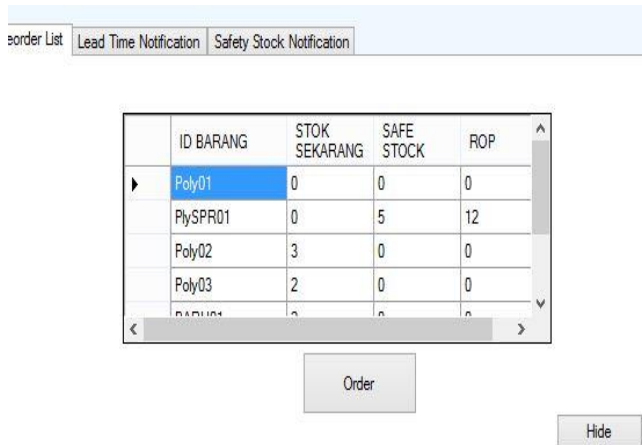 eorder List Lead Time Notification Safety Stock Notification
ID BARANG STOK SEKARANG SAFE STOCK ROP
Poly01 0 0 0
PlySPR01 0 5 12
Poly02 3 0 0
Poly03 2 0 0
Order
Hide